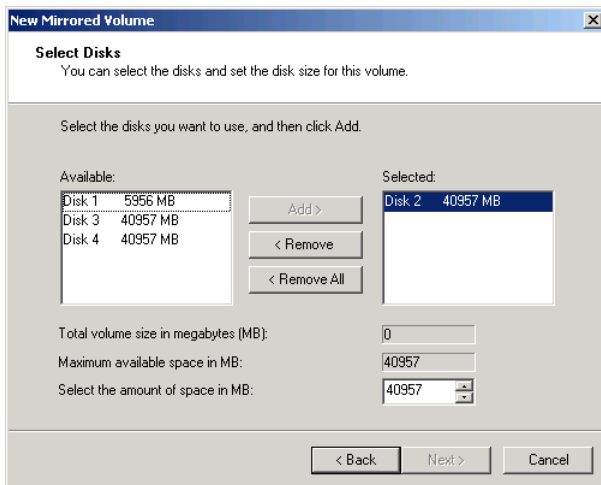 New Mirrored Volume
Select Disks
You can select the disks and set the disk size for this volume.
Select the disks you want to use, and then click Add.
Available:
Selected:
Disk 1 5956 MB
Disk 3 40957 MB
Disk 4 40957 MB
Add >
< Remove
< Remove All
Disk 2 40957 MB
Total volume size in megabytes (MB): 0
Maximum available space in MB: 40957
Select the amount of space in MB: 40957
< Back Next > Cancel